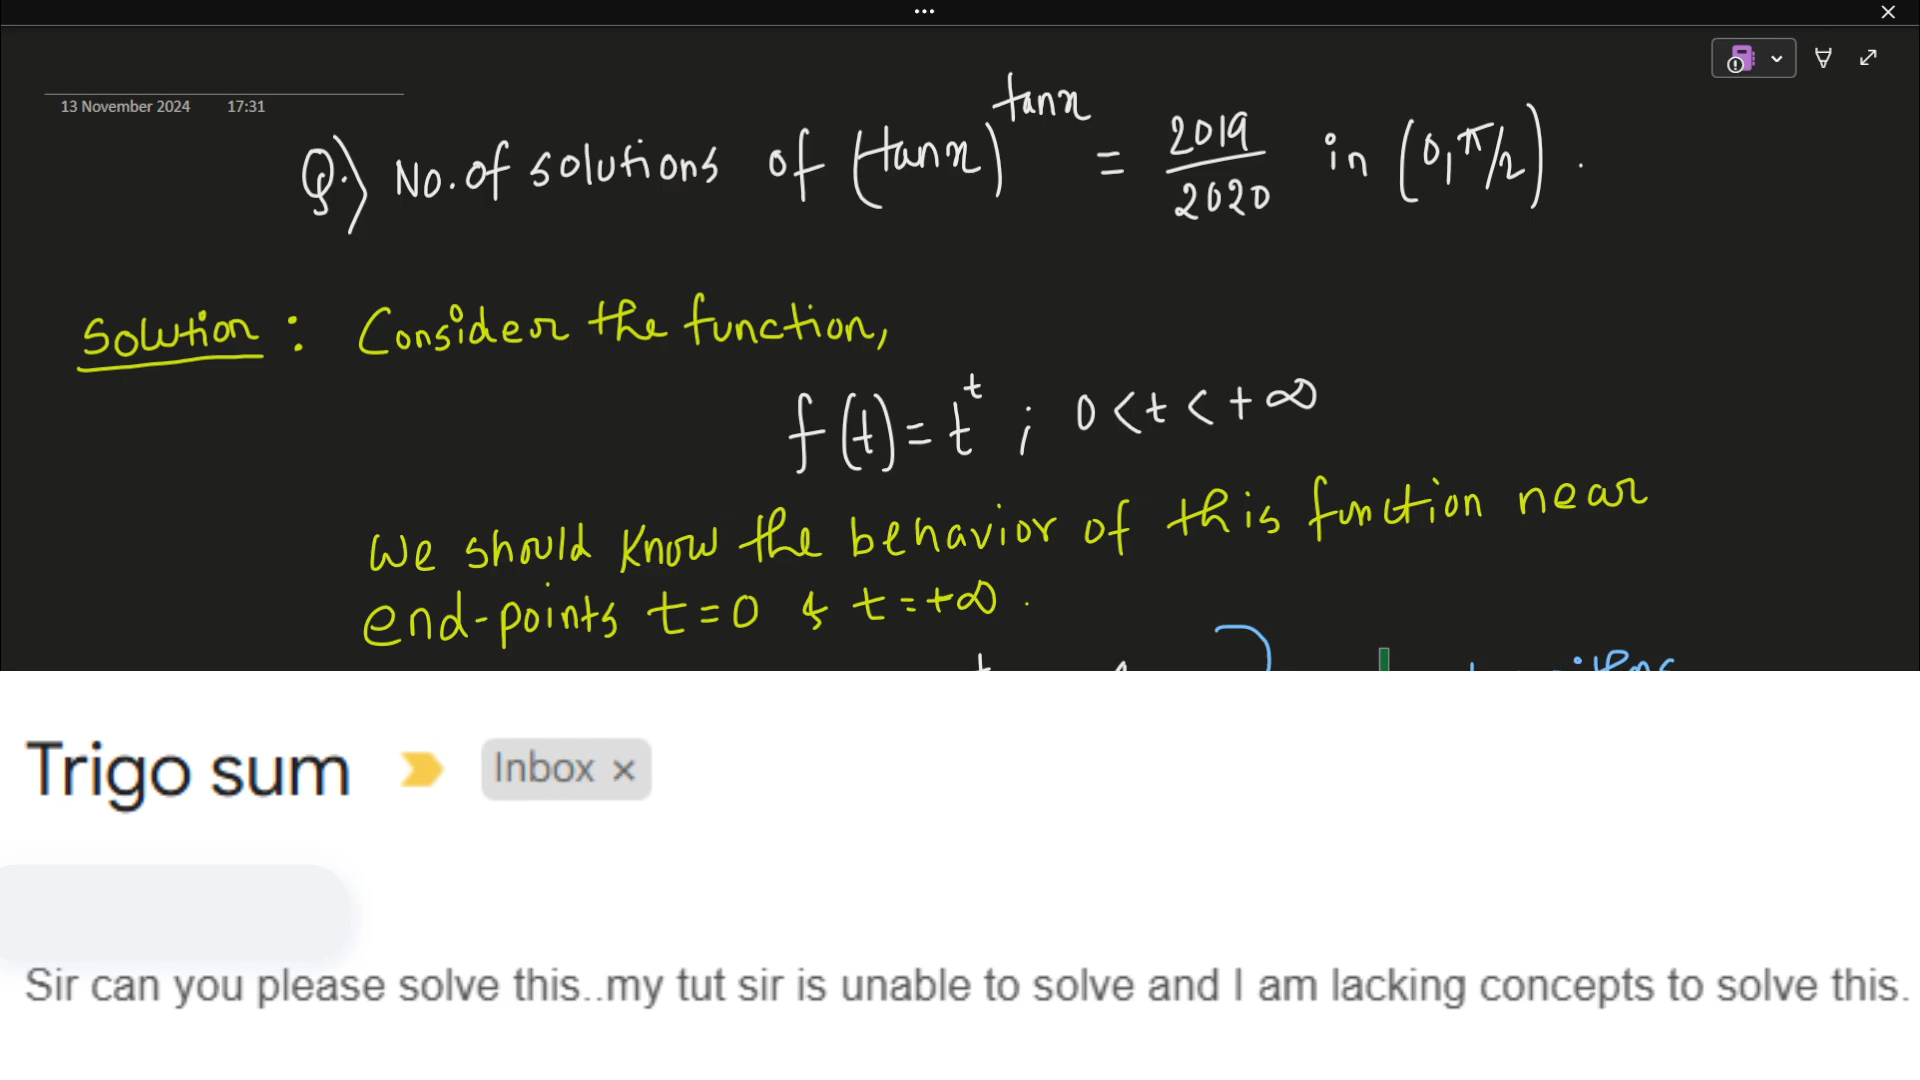 13 November 2024 17:31
Q.) No. of solutions of (tanx)^tanx = 2019/2020 in (0, π/2).
Solution: Consider the function,
f(t) = t^t ; 0 < t < +∞
We should know the behavior of this function near
end-points t=0 & t=+∞.
Trigo sum Inbox ×
Sir can you please solve this..my tut sir is unable to solve and I am lacking concepts to solve this.